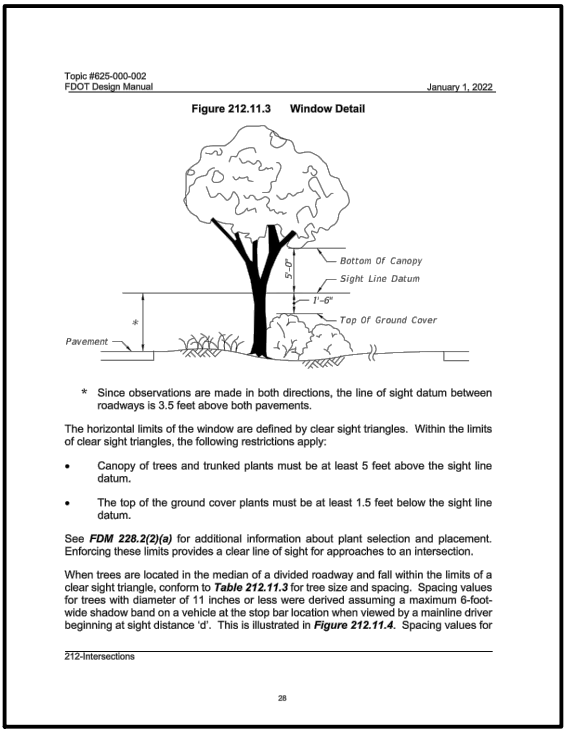 Topic #625-000-002
FDOT Design Manual January 1, 2022
Figure 212.11.3 Window Detail
Bottom Of Canopy
5'-0"
Sight Line Datum
1'-6"
*
Top Of Ground Cover
Pavement
* Since observations are made in both directions, the line of sight datum between
roadways is 3.5 feet above both pavements.
The horizontal limits of the window are defined by clear sight triangles. Within the limits
of clear sight triangles, the following restrictions apply:
• Canopy of trees and trunked plants must be at least 5 feet above the sight line
datum.
• The top of the ground cover plants must be at least 1.5 feet below the sight line
datum.
See FDM 228.2(2)(a) for additional information about plant selection and placement.
Enforcing these limits provides a clear line of sight for approaches to an intersection.
When trees are located in the median of a divided roadway and fall within the limits of a
clear sight triangle, conform to Table 212.11.3 for tree size and spacing. Spacing values
for trees with diameter of 11 inches or less were derived assuming a maximum 6-foot-
wide shadow band on a vehicle at the stop bar location when viewed by a mainline driver
beginning at sight distance ‘d’. This is illustrated in Figure 212.11.4. Spacing values for
212-Intersections
28